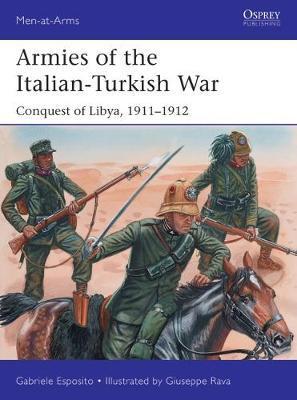 Men-at-Arms
OSPREY
PUBLISHING
Armies of the
Italian-Turkish War
Conquest of Libya, 1911–1912
Gabriele Esposito • Illustrated by Giuseppe Rava